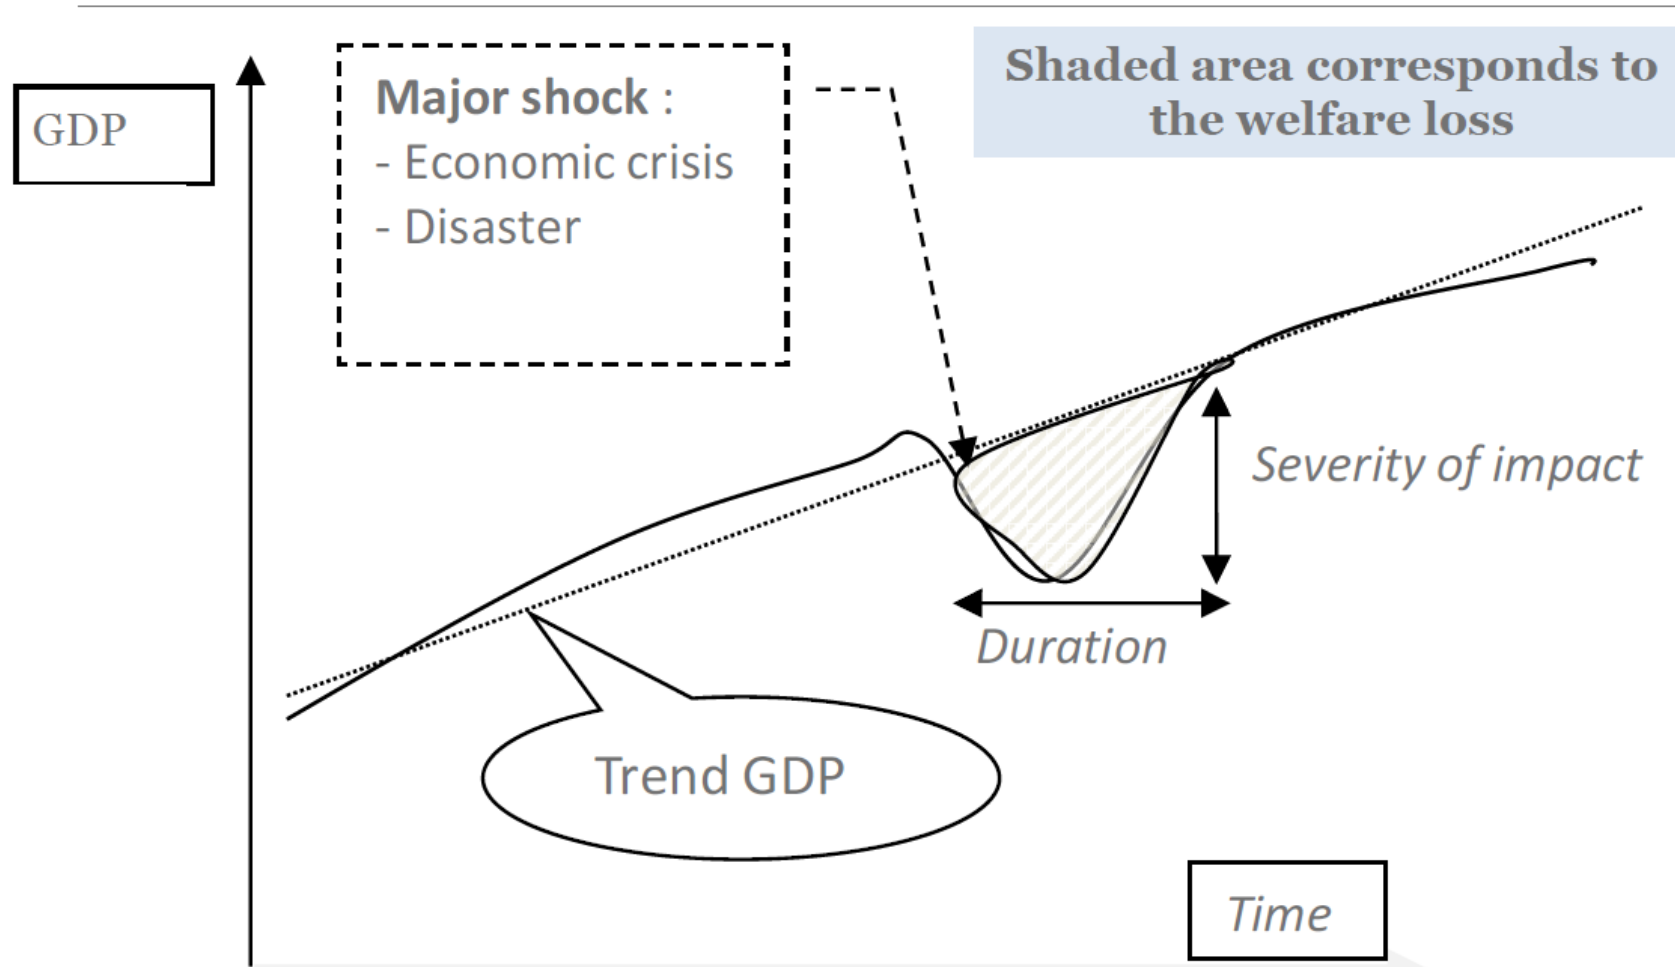 Shaded area corresponds to
the welfare loss
GDP
Major shock :
- Economic crisis
- Disaster
Severity of impact
Duration
Trend GDP
Time